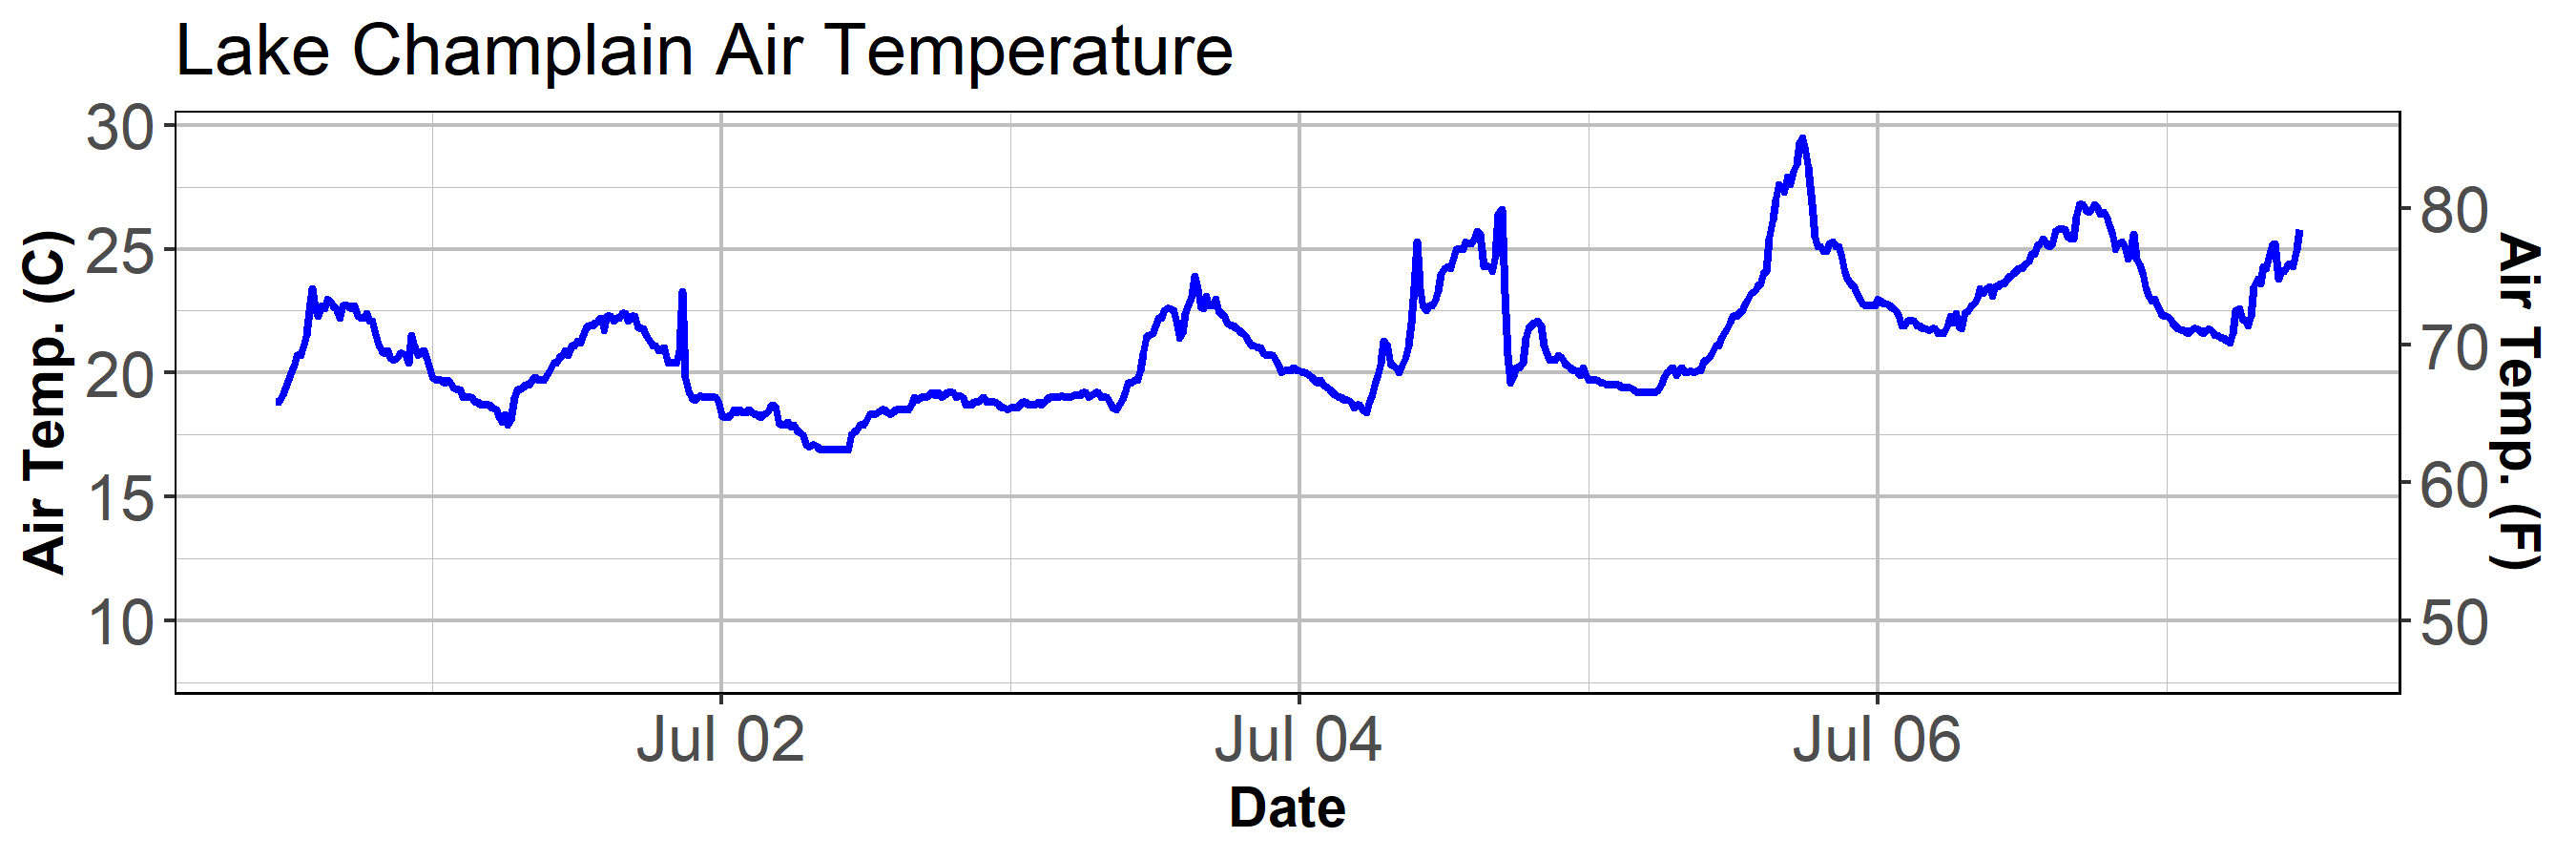 Lake Champlain Air Temperature
30
25
20
15
10
Air Temp. (C)
80
70
60
50
Air Temp. (F)
Jul 02 Jul 04 Jul 06
Date